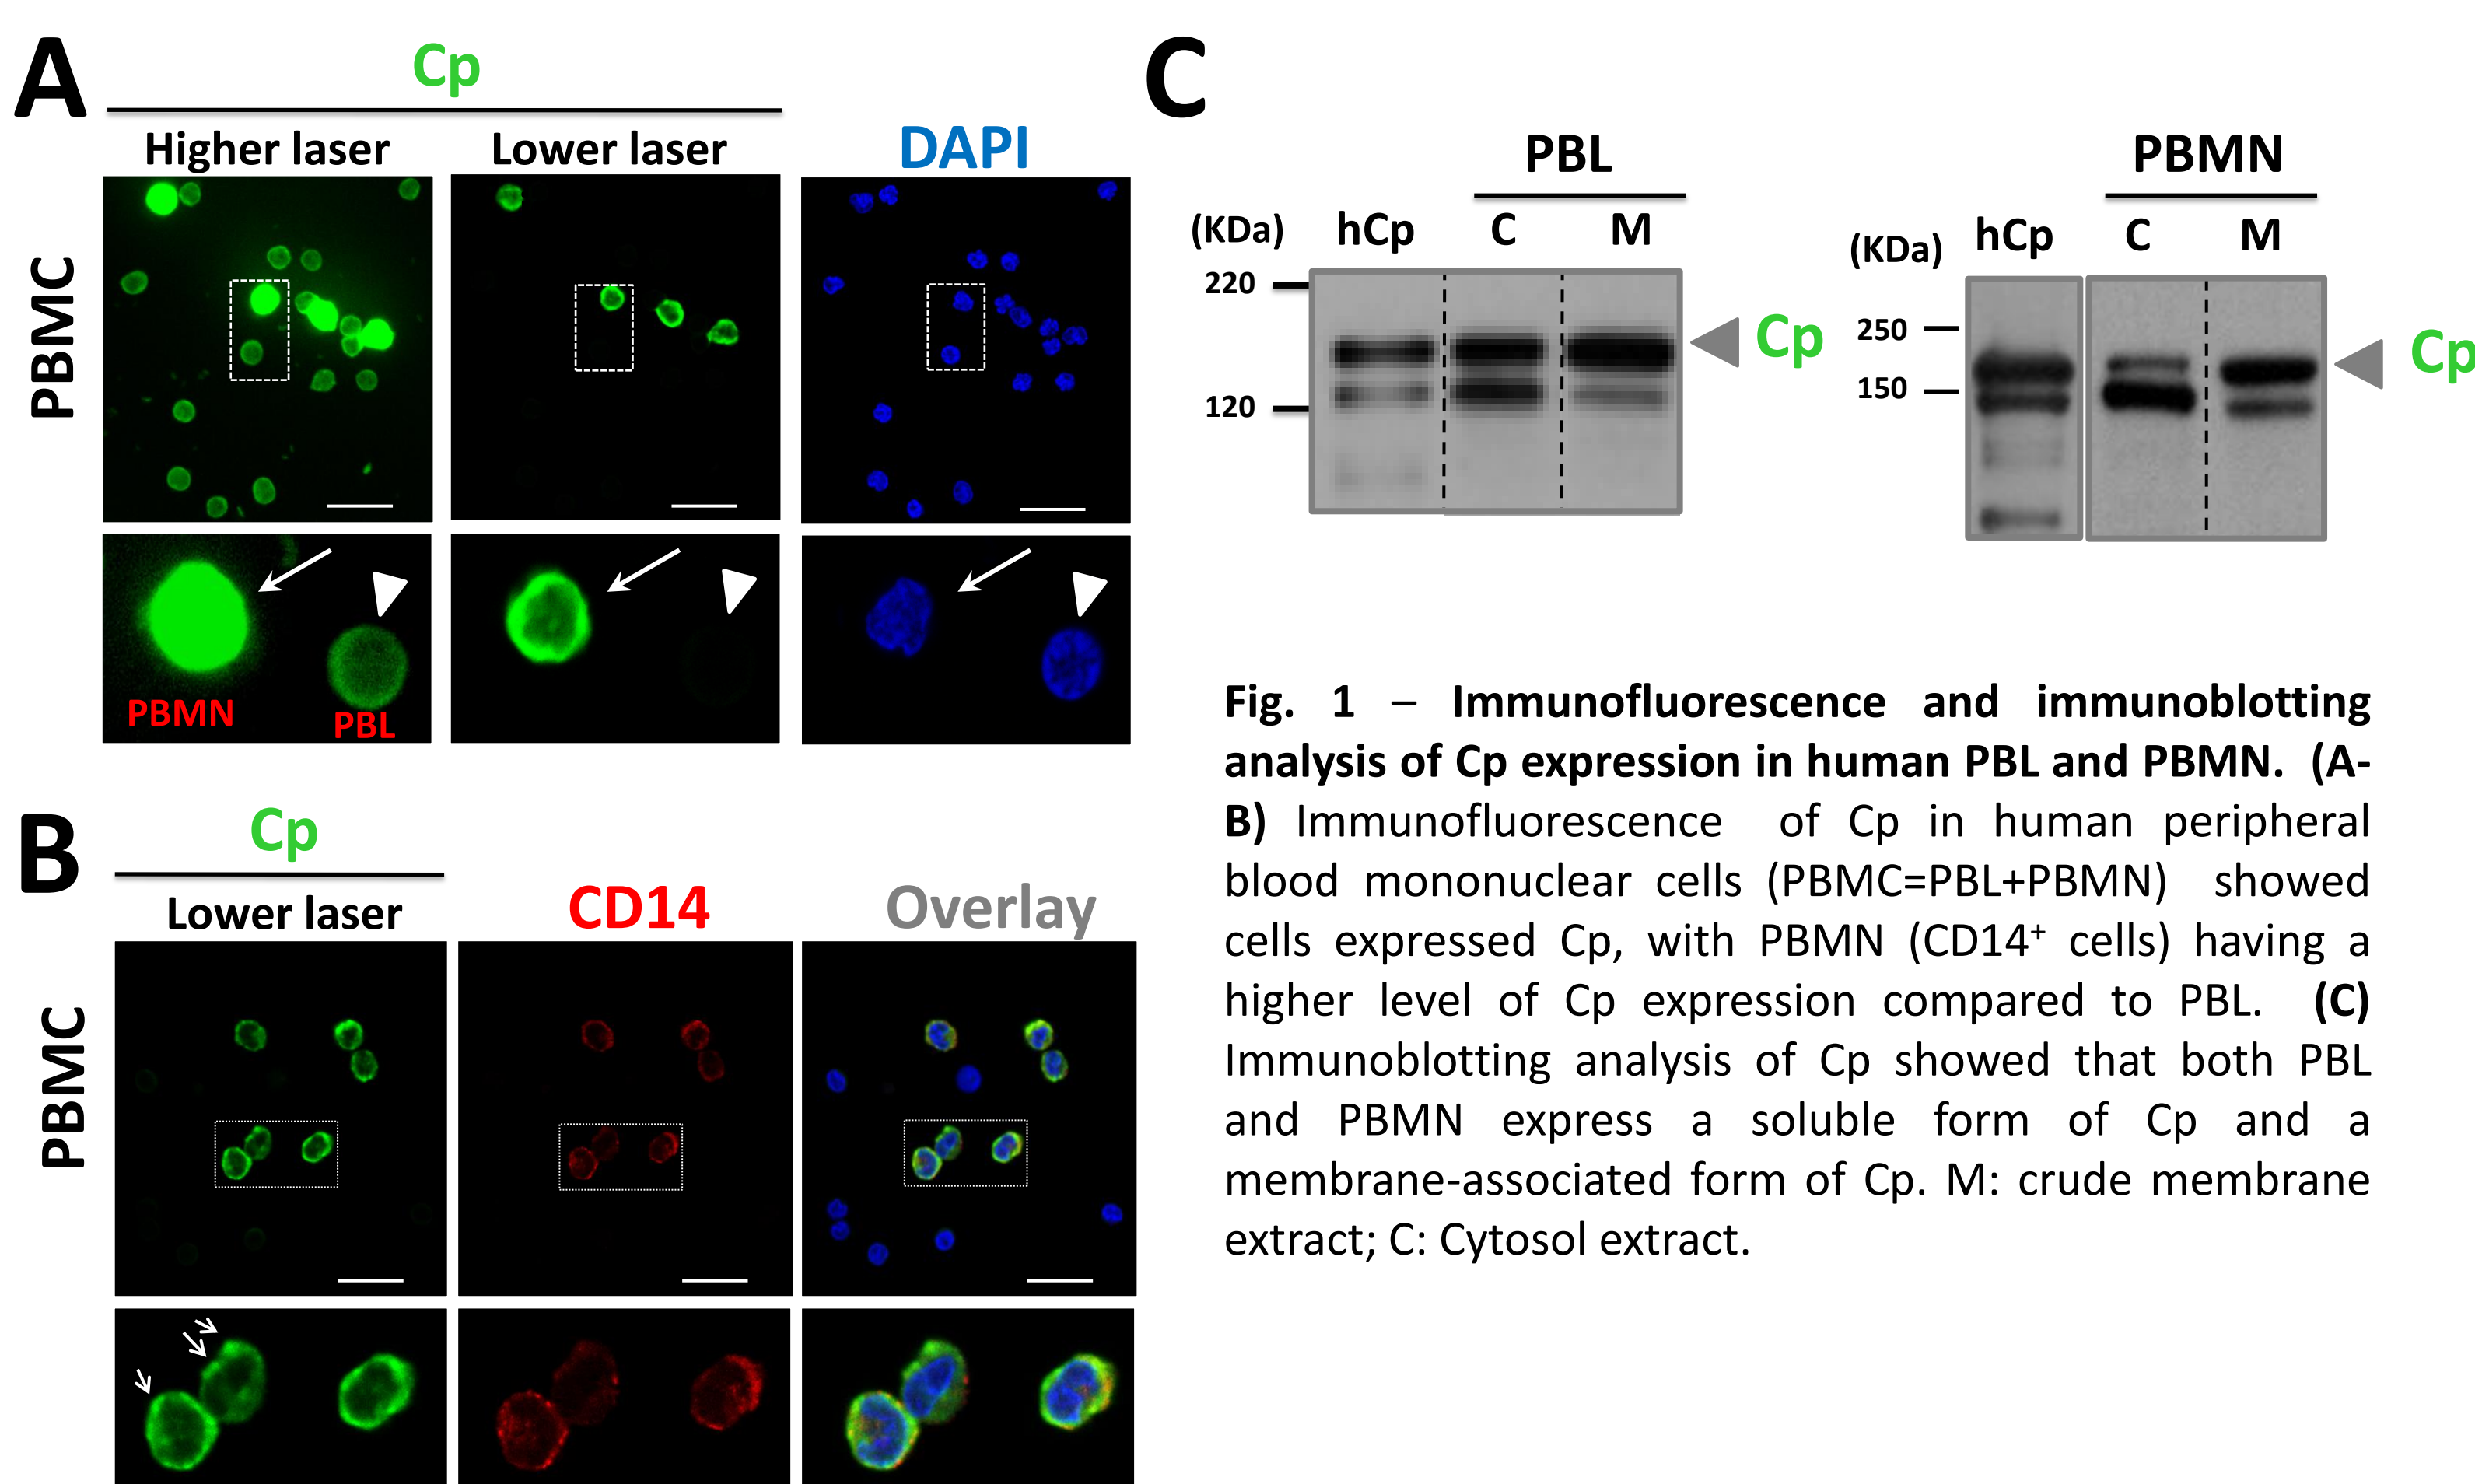 A
Cp
Higher laser
Lower laser
DAPI
PBMC
PBMN
PBL
B
Cp
Lower laser
CD14
Overlay
PBMC
C
PBL
(KDa)
hCp
C
M
220
120
Cp
PBMN
(KDa)
hCp
C
M
250
150
Cp
Fig. 1 – Immunofluorescence and immunoblotting
analysis of Cp expression in human PBL and PBMN. (A-
B) Immunofluorescence of Cp in human peripheral
blood mononuclear cells (PBMC=PBL+PBMN) showed
cells expressed Cp, with PBMN (CD14⁺ cells) having a
higher level of Cp expression compared to PBL. (C)
Immunoblotting analysis of Cp showed that both PBL
and PBMN express a soluble form of Cp and a
membrane-associated form of Cp. M: crude membrane
extract; C: Cytosol extract.